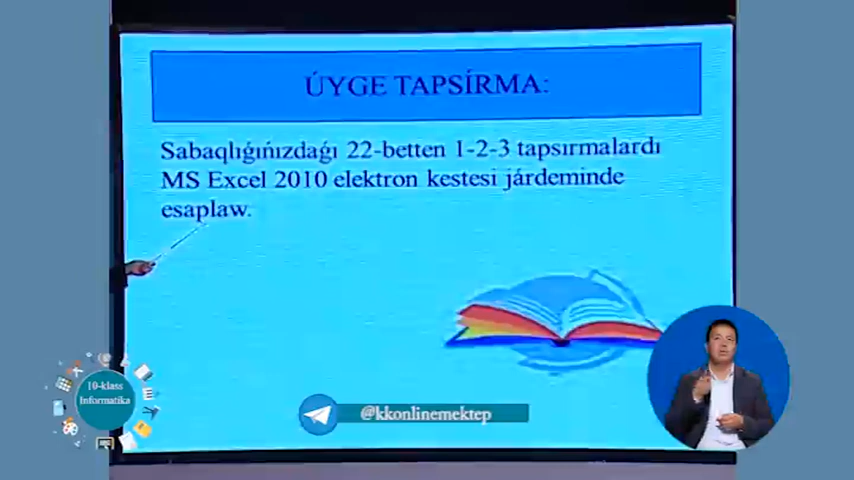 ÚYGE TAPSÍRMA:
Sabaqlıǵıńızdaǵı 22-betten 1-2-3 tapsırmalardı
MS Excel 2010 elektron kestesi járdeminde
esaplaw.
10-klass
Informatika
@kkonlinemektep